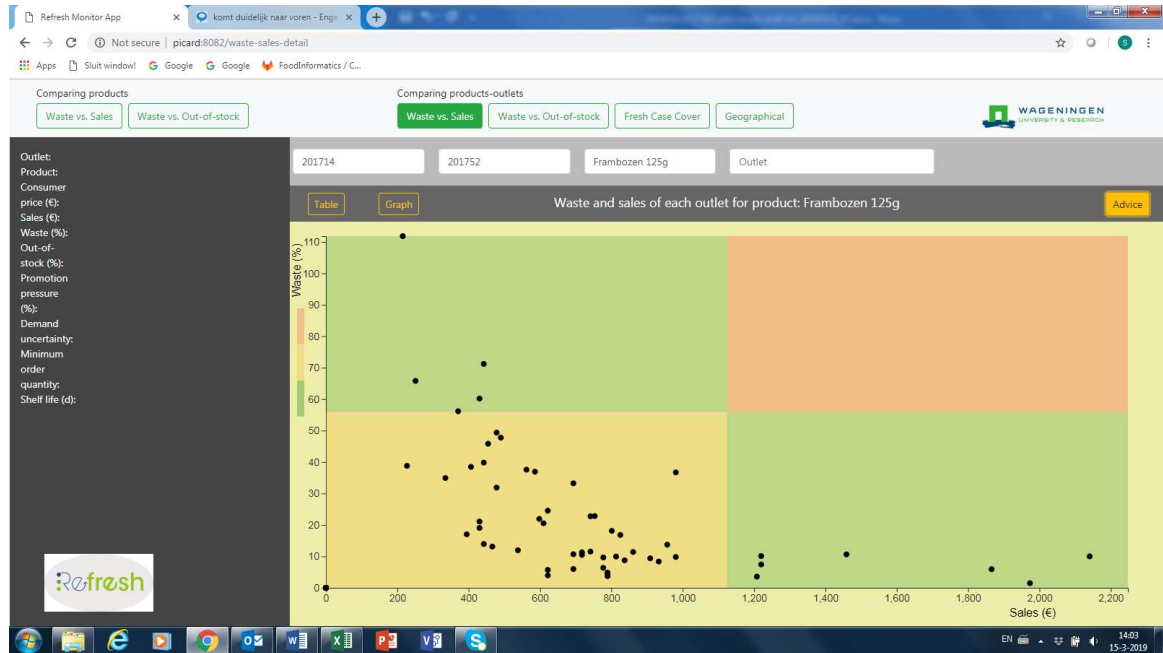 Refresh Monitor App
komt duidelijk naar voren - Enge
Not secure | picard:8082/waste-sales-detail
S
Apps Sluit window! Google Google FoodInformatics / C...
Comparing products
Waste vs. Sales Waste vs. Out-of-stock
Comparing products-outlets
Waste vs. Sales Waste vs. Out-of-stock Fresh Case Cover Geographical
WAGENINGEN
UNIVERSITY & RESEARCH
201714 201752 Frambozen 125g Outlet
Table Graph Waste and sales of each outlet for product: Frambozen 125g Advice
Outlet:
Product:
Consumer
price (€):
Sales (€):
Waste (%):
Out-of-
stock (%):
Promotion
pressure
(%):
Demand
uncertainty:
Minimum
order
quantity:
Shelf life (d):
Refresh
Waste (%)
110
100
90
80
70
60
50
40
30
20
10
0
0 200 400 600 800 1,000 1,200 1,400 1,600 1,800 2,000 2,200
Sales (€)
EN 14:03
15-3-2019